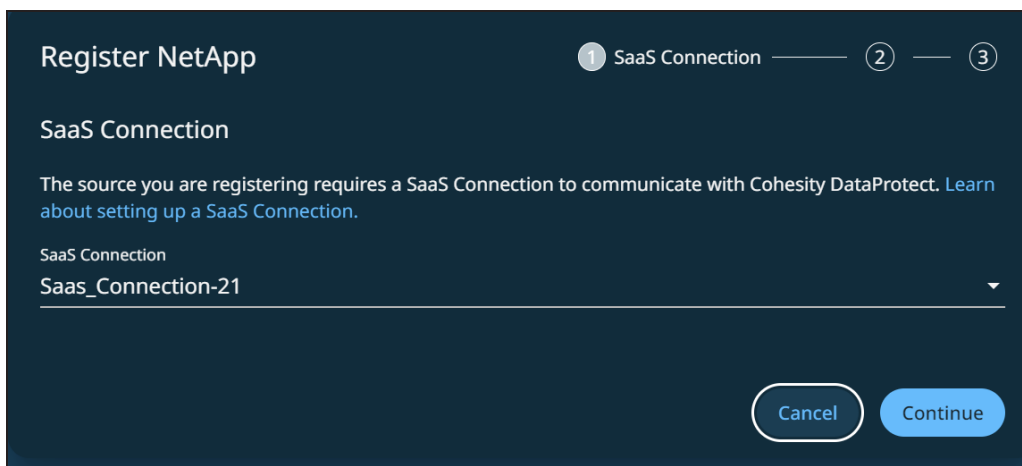 Register NetApp
1 SaaS Connection 2 3
SaaS Connection
The source you are registering requires a SaaS Connection to communicate with Cohesity DataProtect. Learn
about setting up a SaaS Connection.
SaaS Connection
Saas_Connection-21
Cancel Continue